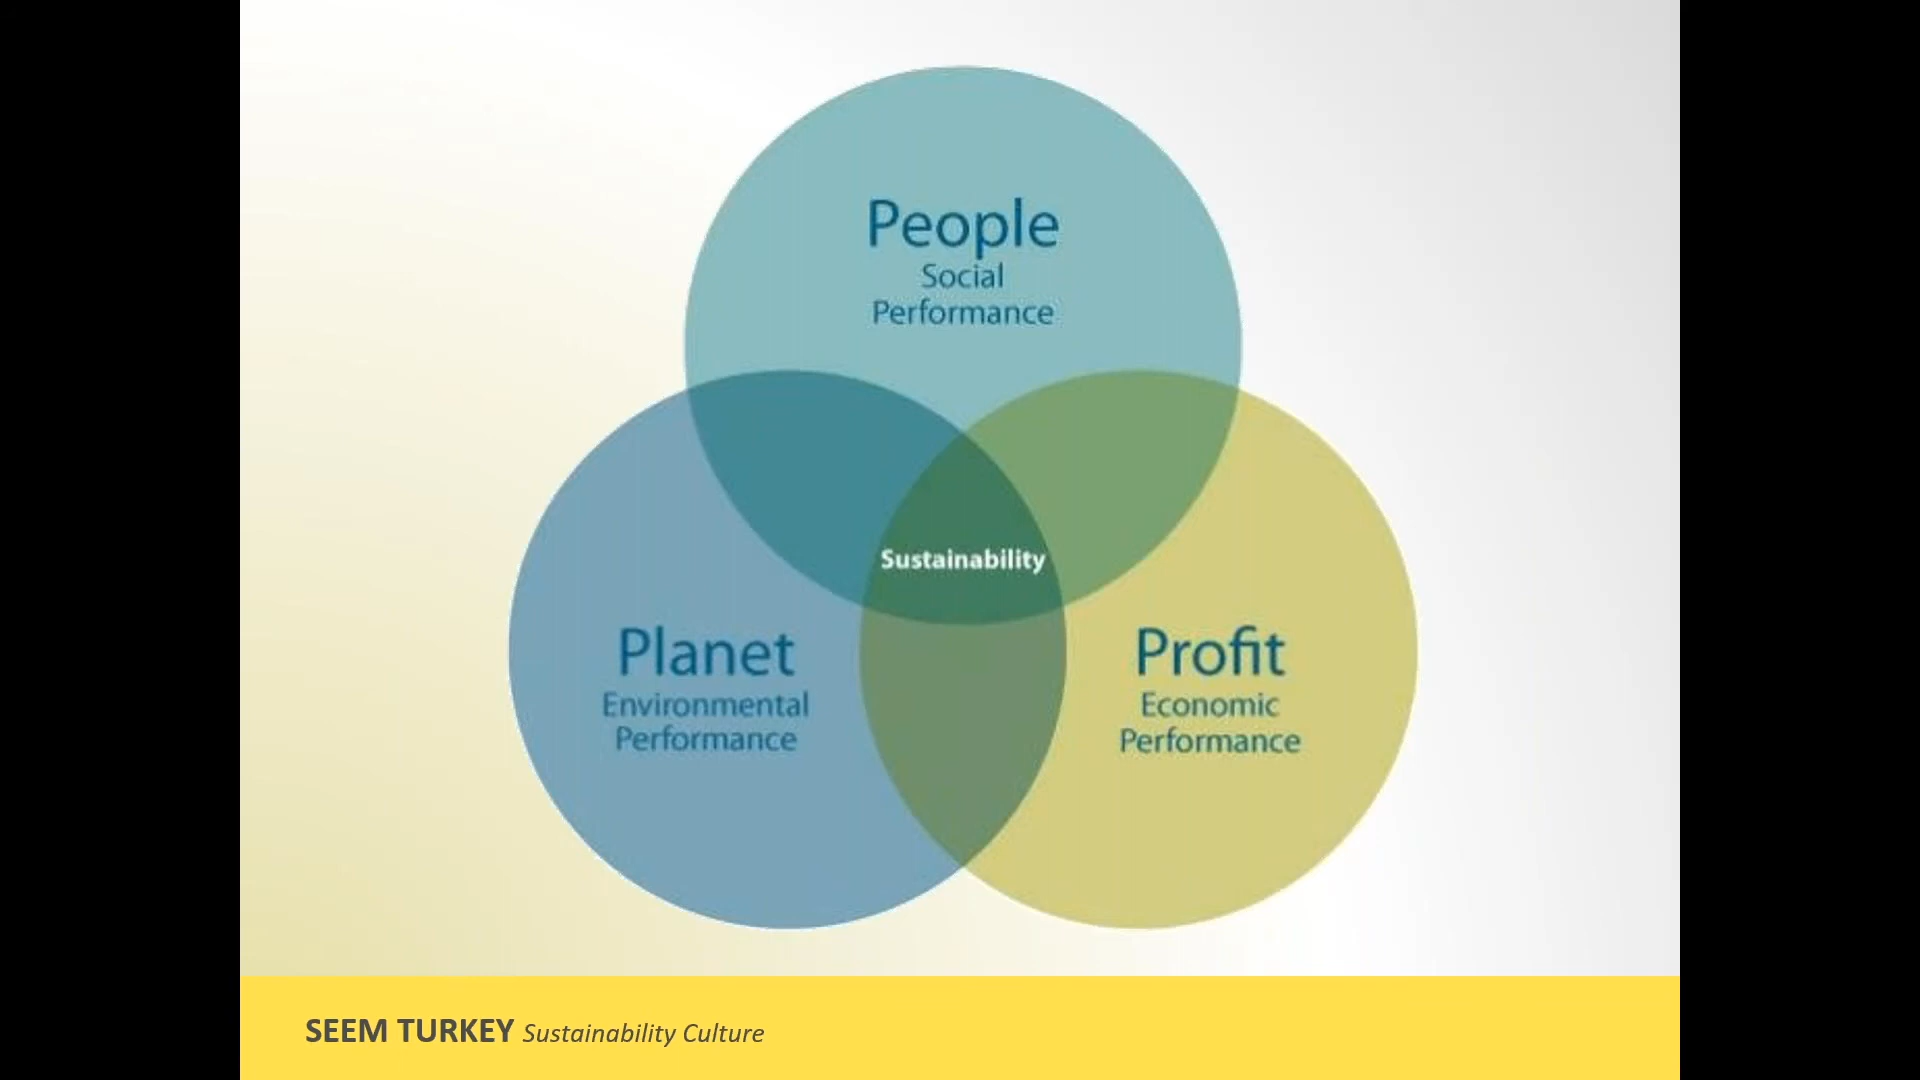 People
Social
Performance
Sustainability
Planet
Environmental
Performance
Profit
Economic
Performance
SEEM TURKEY Sustainability Culture